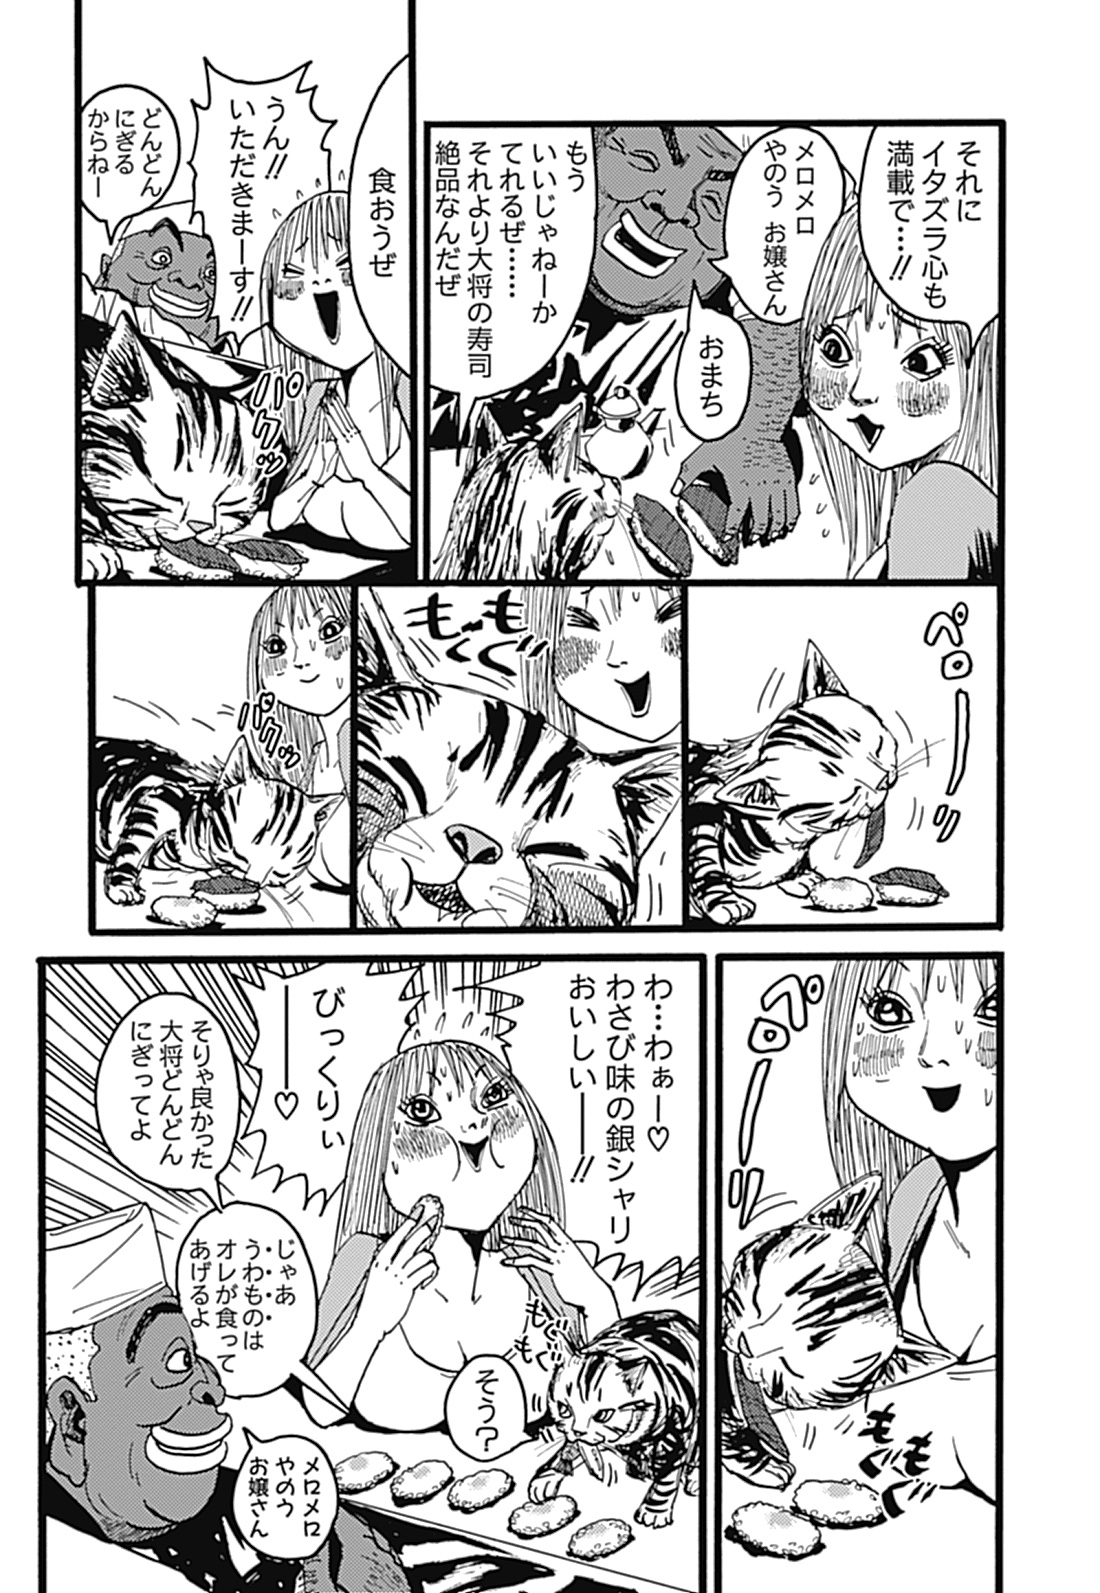 それに
イタズラ心も
満載で…!!
メロメロ
やのう お嬢さん
おまち
もう
いいじゃねーか
てれるぜ……
それより大将の寿司
絶品なんだぜ
食おうぜ
うん!!
いただきまーす!!
どんどん
にぎる
からねー
パクッ
ペローーッ
もぐもぐ
パクッ
ペローーッ
もぐもぐ
わ…わぁー♡
わさび味の銀シャリ
おいしい――!!
びっくりぃ
――♡
もぐもぐ
そう?
そりゃ良かった
大将どんどん
にぎってよ
じゃあ
うわものは
オレが食って
あげるよ
メロメロ
やのう
お嬢さん